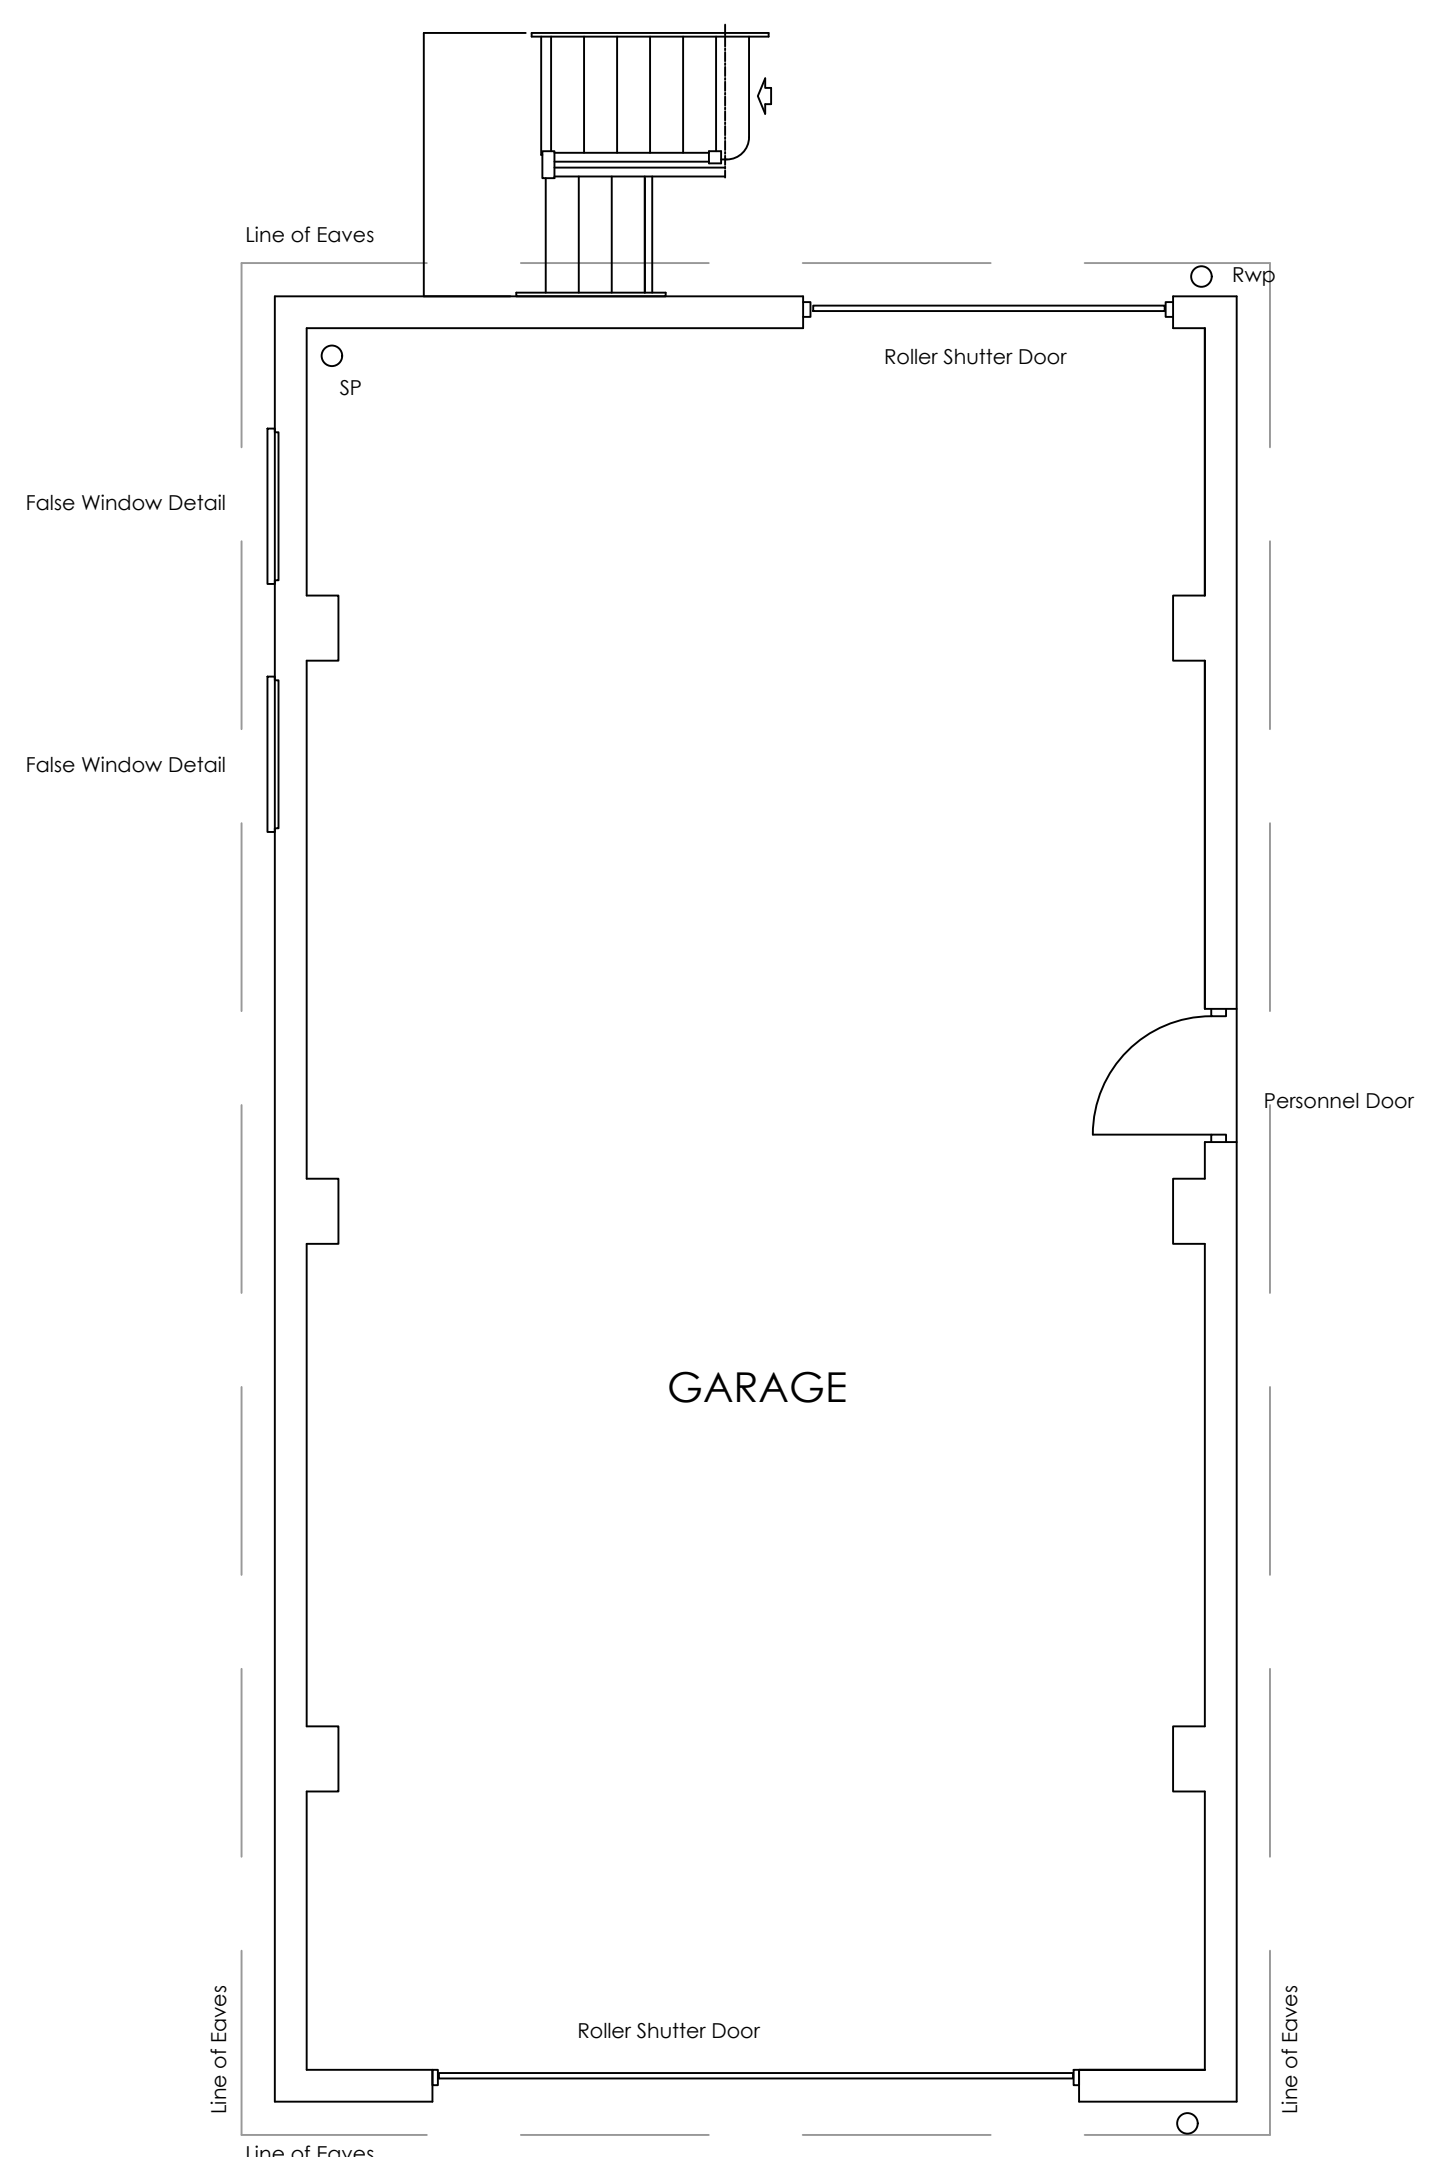 Line of Eaves
Rwp
Roller Shutter Door
SP
False Window Detail
False Window Detail
Personnel Door
GARAGE
Line of Eaves
Line of Eaves
Roller Shutter Door
Line of Eaves